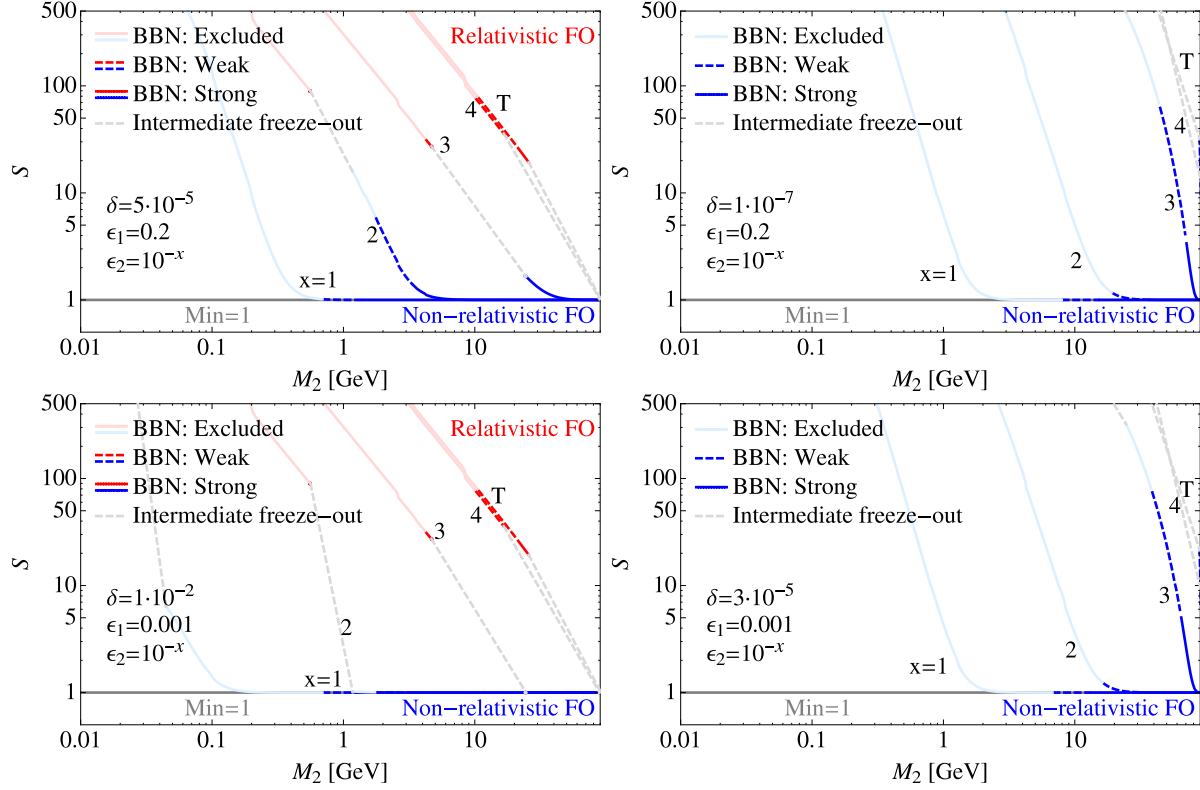 500
100
50
10
5
1
S
BBN: Excluded
BBN: Weak
BBN: Strong
Intermediate freeze−out
Relativistic FO
T
4
3
2
x=1
δ=5·10⁻⁵
ϵ₁=0.2
ϵ₂=10⁻ˣ
Min=1
Non−relativistic FO
0.01
0.1
1
10
M₂ [GeV]
500
100
50
10
5
1
S
BBN: Excluded
BBN: Weak
BBN: Strong
Intermediate freeze−out
T
4
3
2
x=1
δ=1·10⁻⁷
ϵ₁=0.2
ϵ₂=10⁻ˣ
Min=1
Non−relativistic FO
0.01
0.1
1
10
M₂ [GeV]
500
100
50
10
5
1
S
BBN: Excluded
BBN: Weak
BBN: Strong
Intermediate freeze−out
Relativistic FO
T
4
3
2
x=1
δ=1·10⁻²
ϵ₁=0.001
ϵ₂=10⁻ˣ
Min=1
Non−relativistic FO
0.01
0.1
1
10
M₂ [GeV]
500
100
50
10
5
1
S
BBN: Excluded
BBN: Weak
BBN: Strong
Intermediate freeze−out
T
4
3
2
x=1
δ=3·10⁻⁵
ϵ₁=0.001
ϵ₂=10⁻ˣ
Min=1
Non−relativistic FO
0.01
0.1
1
10
M₂ [GeV]